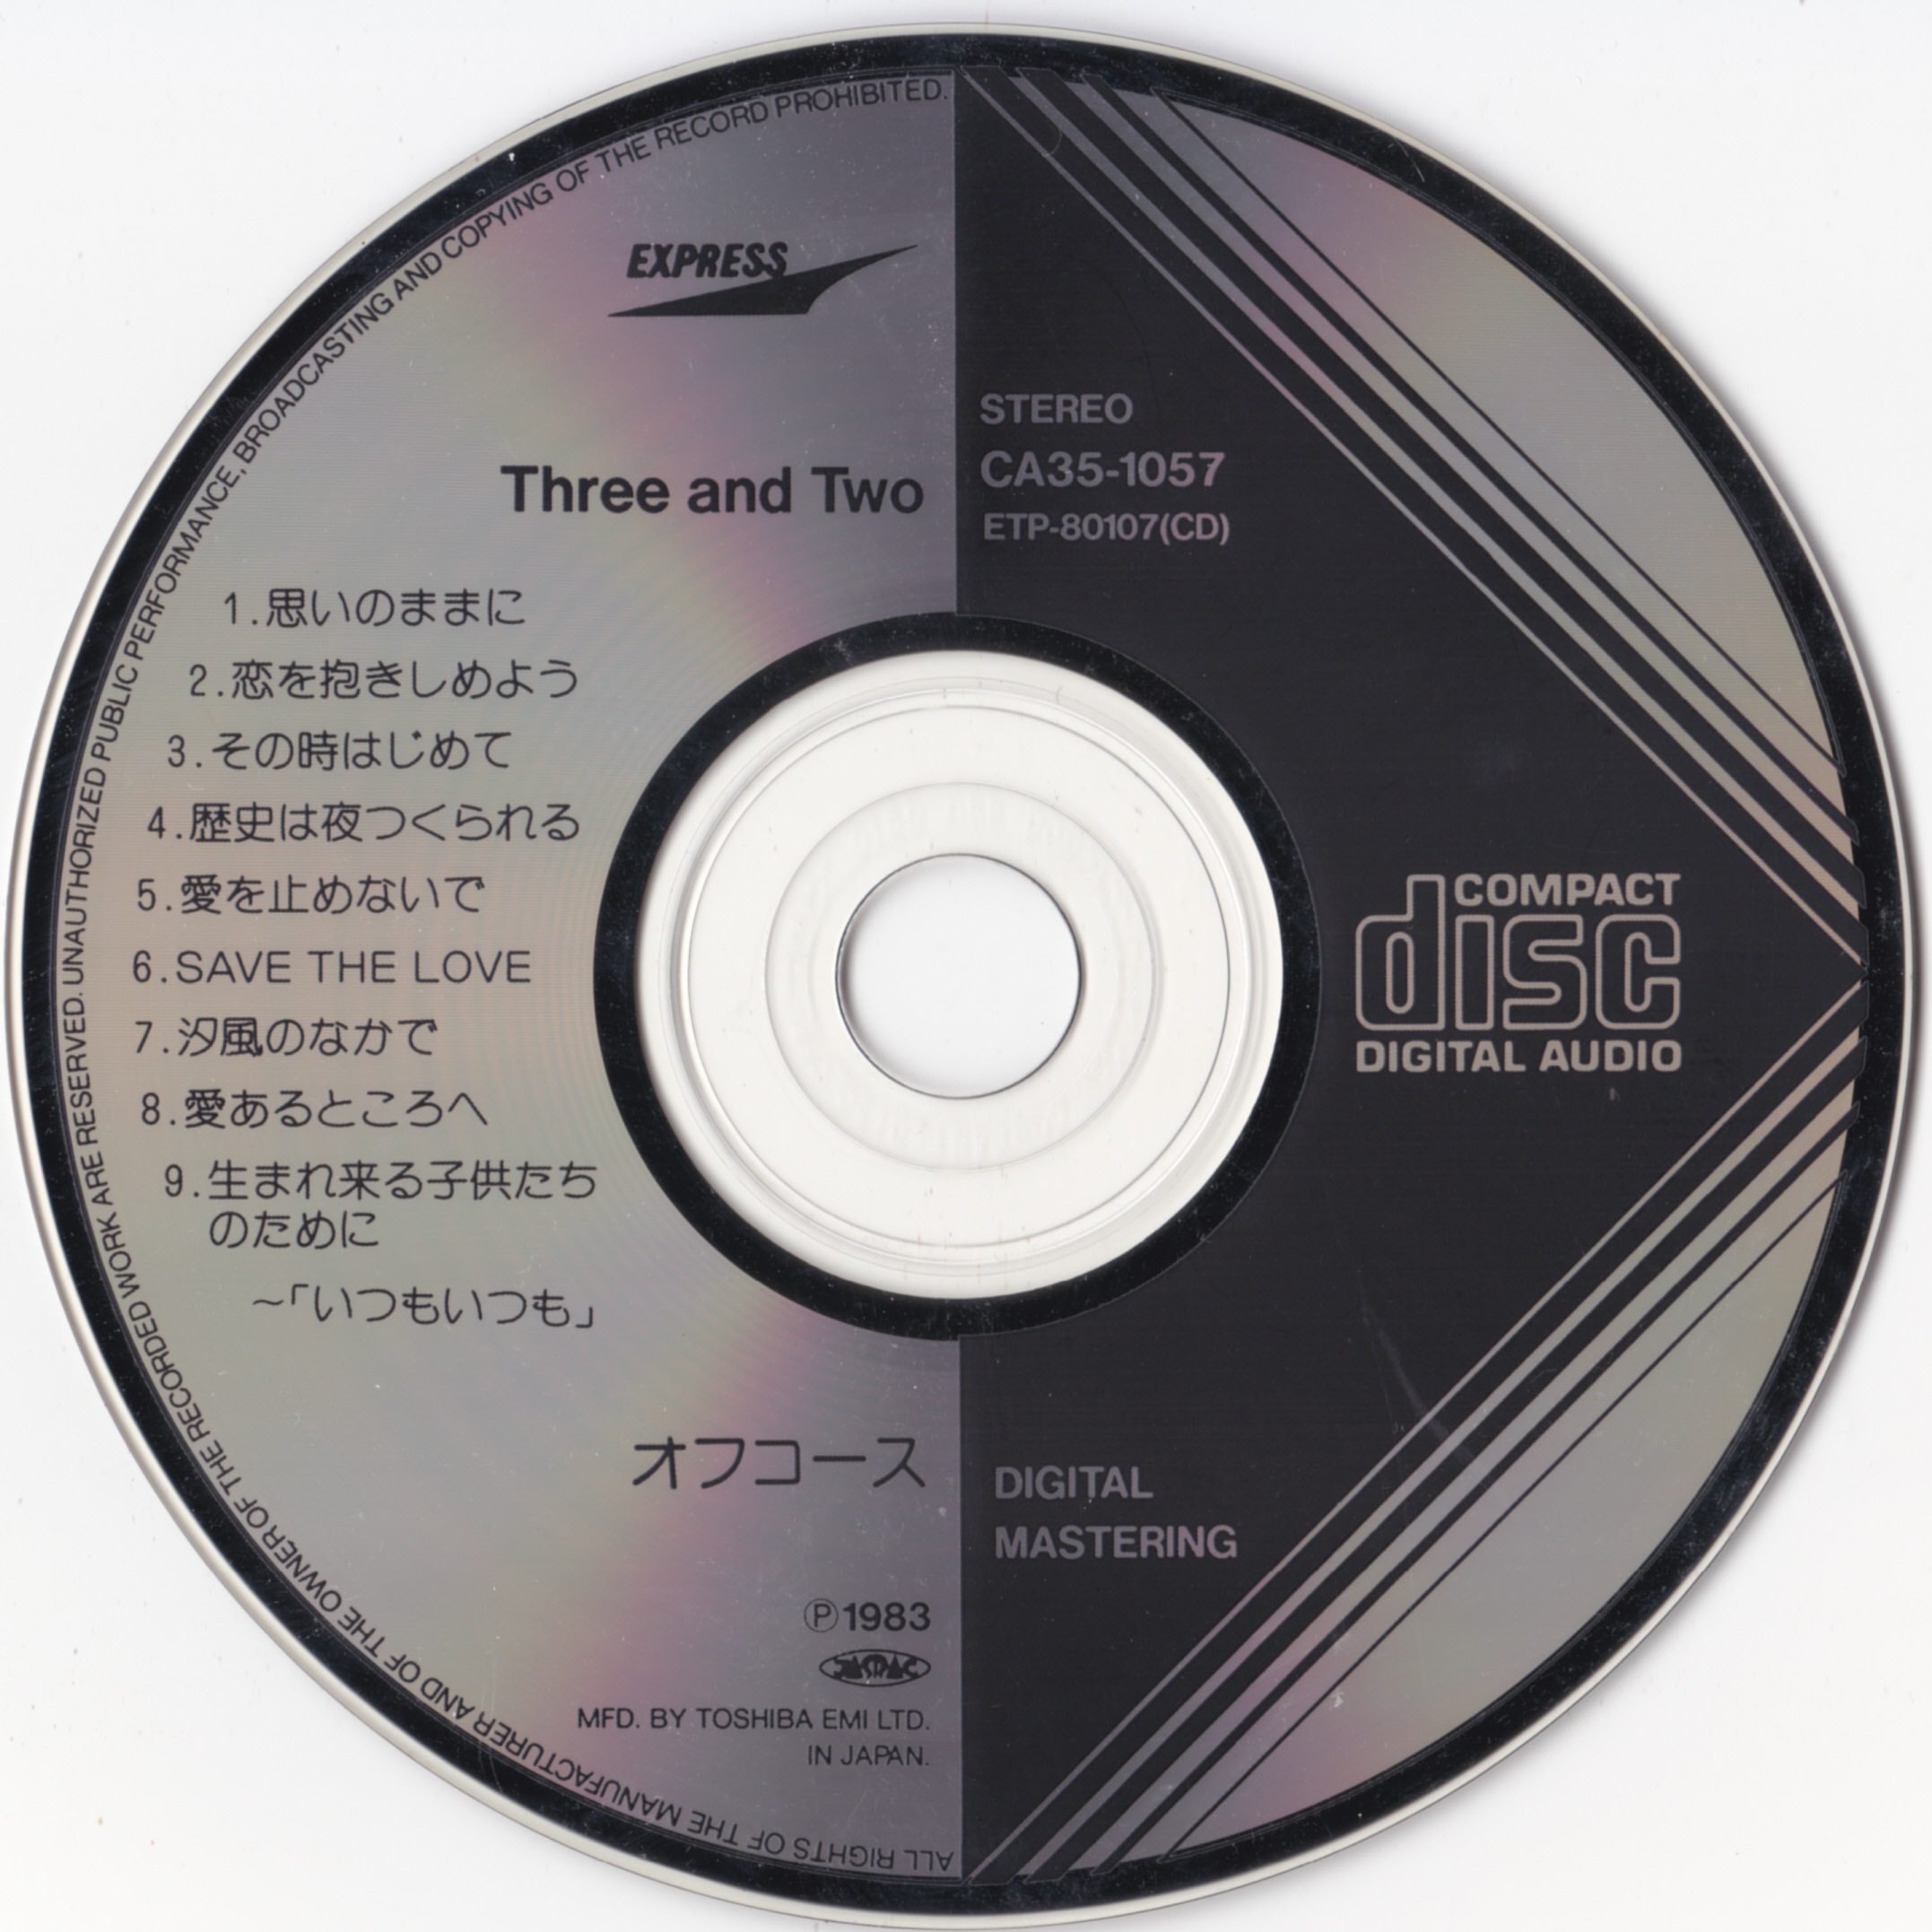 EXPRESS
Three and Two
STEREO
CA35-1057
ETP-80107(CD)
1.思いのままに
2.恋を抱きしめよう
3.その時はじめて
4.歴史は夜つくられる
5.愛を止めないで
6.SAVE THE LOVE
7.汐風のなかで
8.愛あるところへ
9.生まれ来る子供たち
のために
~「いつもいつも」
COMPACT
disc
DIGITAL AUDIO
オフコース
DIGITAL
MASTERING
Ⓟ1983
JASRAC
MFD. BY TOSHIBA EMI LTD.
IN JAPAN.
ALL RIGHTS OF THE MANUFACTURER AND OF THE OWNER OF THE RECORDED WORK ARE RESERVED. UNAUTHORIZED PUBLIC PERFORMANCE, BROADCASTING AND COPYING OF THE RECORD PROHIBITED.